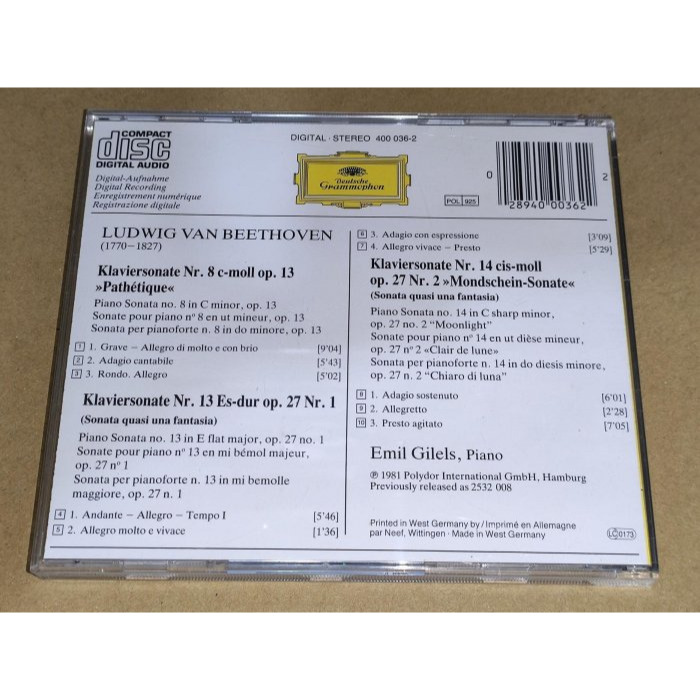 COMPACT
disc
DIGITAL AUDIO
Digital-Aufnahme
Digital Recording
Enregistrement numérique
Registrazione digitale
DIGITAL · STEREO 400 036-2
Deutsche
Grammophon
POL 925
0
28940 00362
2
LUDWIG VAN BEETHOVEN
(1770–1827)
Klaviersonate Nr. 8 c-moll op. 13
»Pathétique«
Piano Sonata no. 8 in C minor, op. 13
Sonate pour piano n° 8 en ut mineur, op. 13
Sonata per pianoforte n. 8 in do minore, op. 13
1 1. Grave – Allegro di molto e con brio [9'04]
2 2. Adagio cantabile [5'43]
3 3. Rondo. Allegro [5'02]
Klaviersonate Nr. 13 Es-dur op. 27 Nr. 1
(Sonata quasi una fantasia)
Piano Sonata no. 13 in E flat major, op. 27 no. 1
Sonate pour piano n° 13 en mi bémol majeur,
op. 27 n° 1
Sonata per pianoforte n. 13 in mi bemolle
maggiore, op. 27 n. 1
4 1. Andante – Allegro – Tempo I [5'46]
5 2. Allegro molto e vivace [1'36]
6 3. Adagio con espressione [3'09]
7 4. Allegro vivace – Presto [5'29]
Klaviersonate Nr. 14 cis-moll
op. 27 Nr. 2 »Mondschein-Sonate«
(Sonata quasi una fantasia)
Piano Sonata no. 14 in C sharp minor,
op. 27 no. 2 “Moonlight”
Sonate pour piano n° 14 en ut dièse mineur,
op. 27 n° 2 «Clair de lune»
Sonata per pianoforte n. 14 in do diesis minore,
op. 27 n. 2 “Chiaro di luna”
8 1. Adagio sostenuto [6'01]
9 2. Allegretto [2'28]
10 3. Presto agitato [7'05]
Emil Gilels, Piano
℗ 1981 Polydor International GmbH, Hamburg
Previously released as 2532 008
Printed in West Germany by / Imprimé en Allemagne
par Neef, Wittingen · Made in West Germany
LC 0173